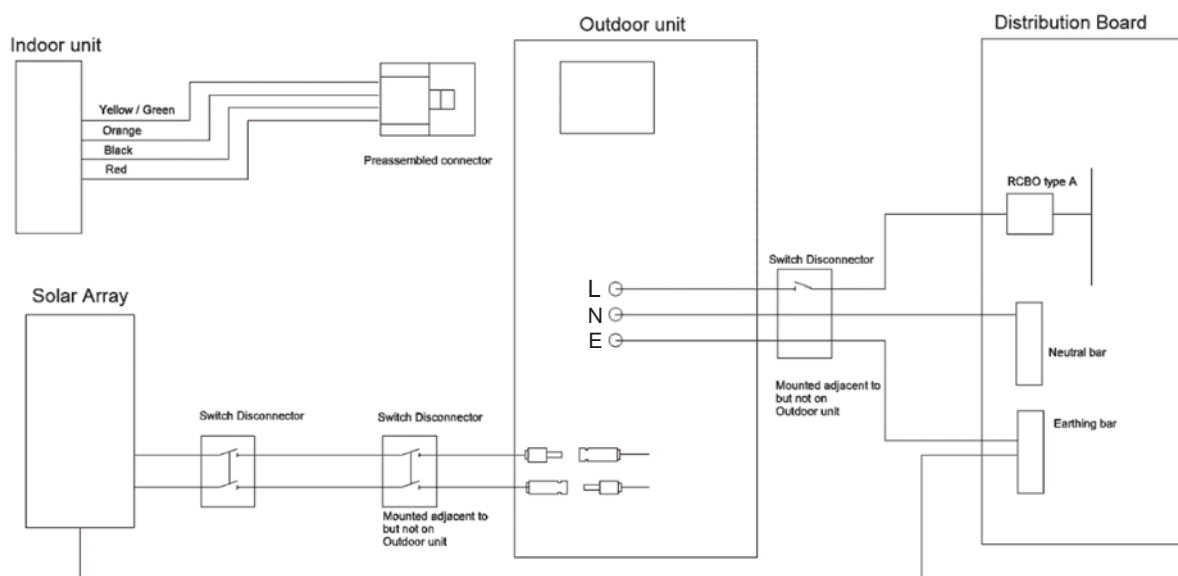 Indoor unit
Outdoor unit
Distribution Board
Yellow / Green
Orange
Black
Red
Preassembled connector
RCBO type A
Switch Disconnector
Solar Array
L
N
E
Neutral bar
Mounted adjacent to
but not on
Outdoor unit
Switch Disconnector
Switch Disconnector
Earthing bar
Mounted adjacent to
but not on
Outdoor unit